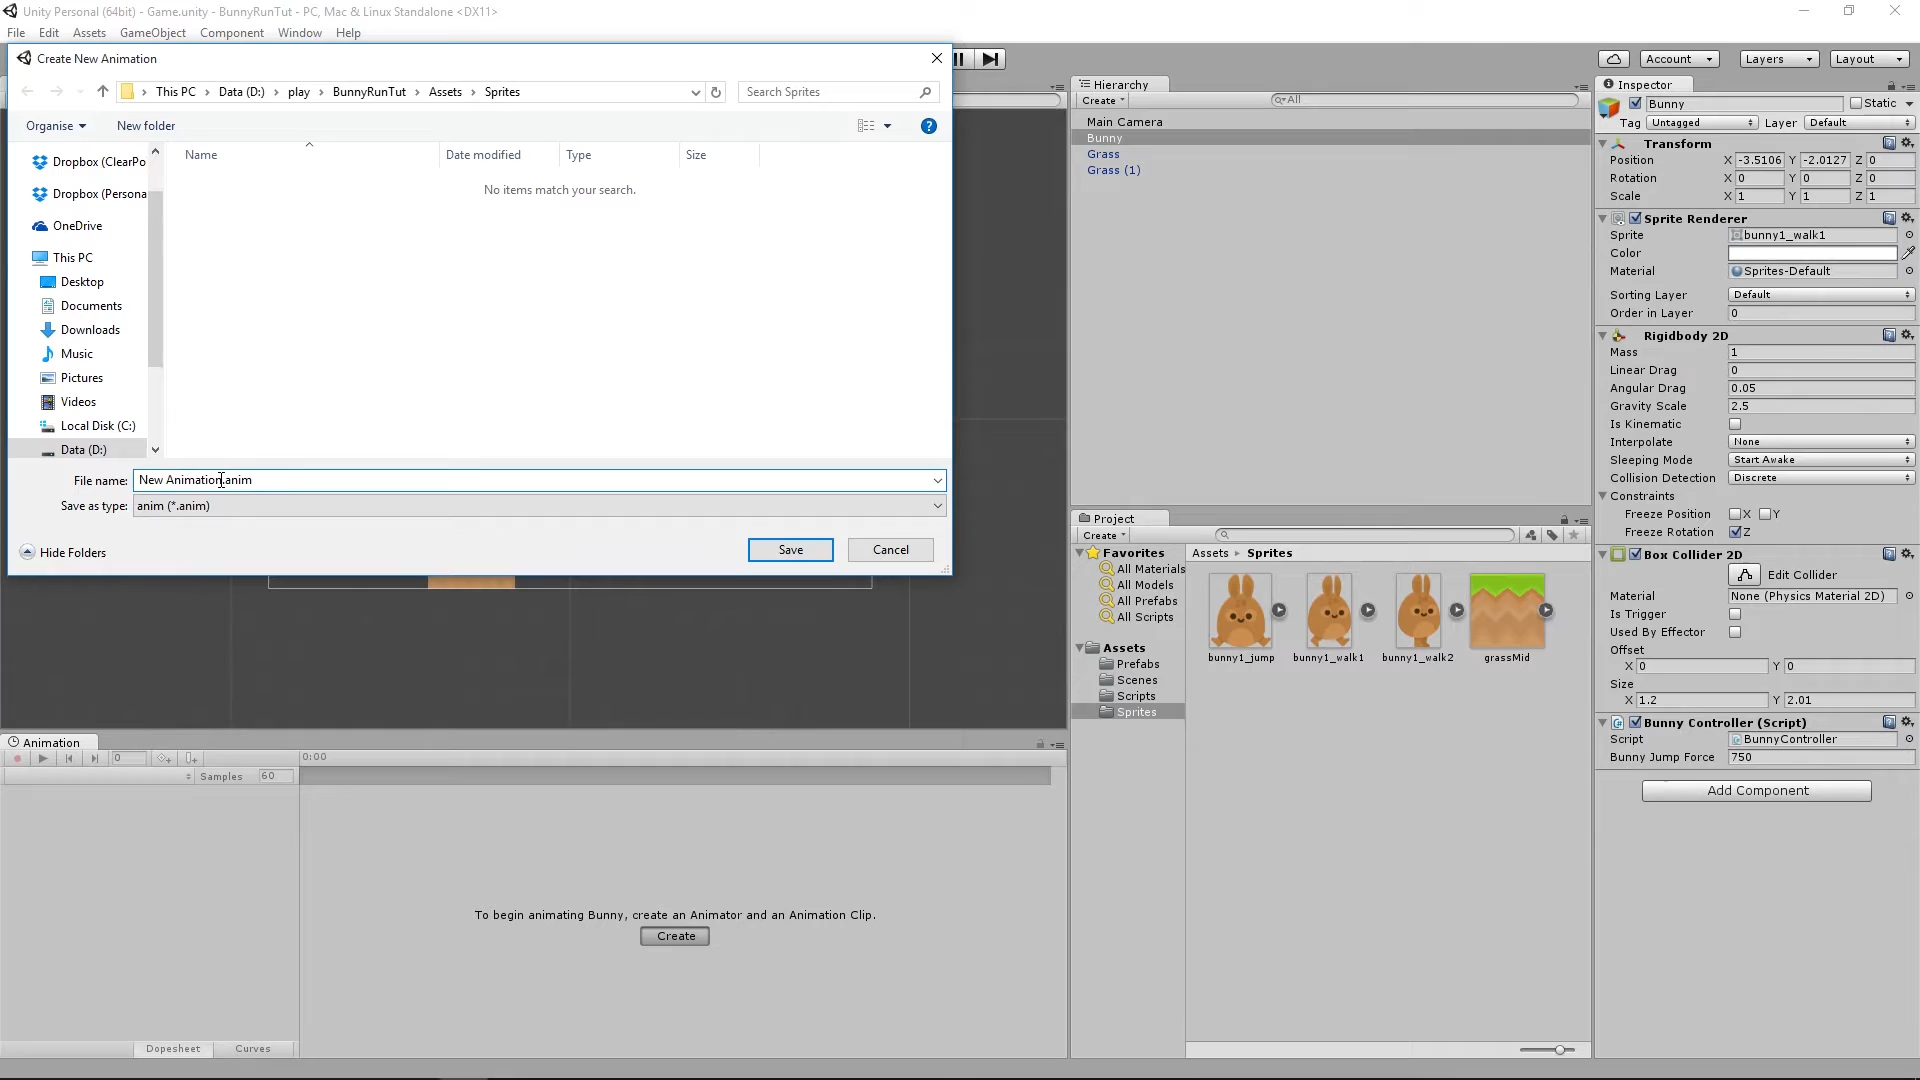 Unity Personal (64bit) - Game.unity - BunnyRunTut - PC, Mac & Linux Standalone <DX11>
File Edit Assets GameObject Component Window Help
Create New Animation
This PC Data (D:) play BunnyRunTut Assets Sprites
Search Sprites
Organise New folder
Name Date modified Type Size
No items match your search.
Dropbox (ClearPo
Dropbox (Persona
OneDrive
This PC
Desktop
Documents
Downloads
Music
Pictures
Videos
Local Disk (C:)
Data (D:)
File name: New Animation.anim
Save as type: anim (*.anim)
Hide Folders
Save Cancel
Account Layers Layout
Hierarchy
Create All
Main Camera
Bunny
Grass
Grass (1)
Project
Create
Favorites
All Materials
All Models
All Prefabs
All Scripts
Assets
Prefabs
Scenes
Scripts
Sprites
Assets Sprites
bunny1_jump bunny1_walk1 bunny1_walk2 grassMid
Inspector
Bunny Static
Tag Untagged Layer Default
Transform
Position X -3.5106 Y -2.0127 Z 0
Rotation X 0 Y 0 Z 0
Scale X 1 Y 1 Z 1
Sprite Renderer
Sprite bunny1_walk1
Color
Material Sprites-Default
Sorting Layer Default
Order in Layer 0
Rigidbody 2D
Mass 1
Linear Drag 0
Angular Drag 0.05
Gravity Scale 2.5
Is Kinematic
Interpolate None
Sleeping Mode Start Awake
Collision Detection Discrete
Constraints
Freeze Position X Y
Freeze Rotation Z
Box Collider 2D
Edit Collider
Material None (Physics Material 2D)
Is Trigger
Used By Effector
Offset
X 0 Y 0
Size
X 1.2 Y 2.01
Bunny Controller (Script)
Script BunnyController
Bunny Jump Force 750
Add Component
Animation
0 0:00
Samples 60
To begin animating Bunny, create an Animator and an Animation Clip.
Create
Dopesheet Curves